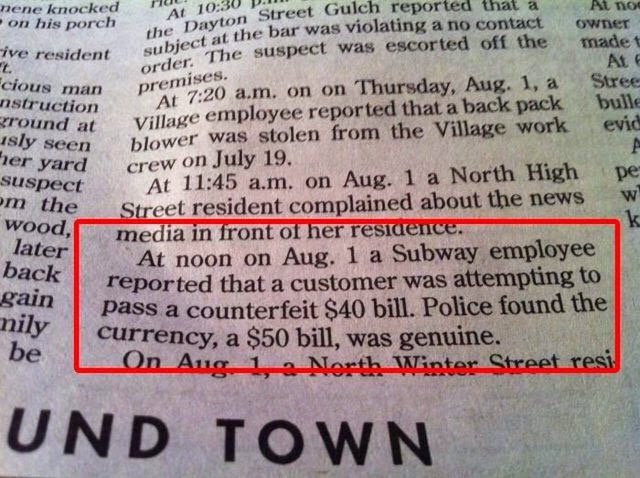 nene knocked
on his porch
ive resident
ft.
cious man
nstruction
ground at
usly seen
her yard
suspect
om the
wood,
later
back
gain
mily
be
At 10:30 p.m.
the Dayton Street Gulch reported that a
subject at the bar was violating a no contact
order. The suspect was escorted off the
premises.
At 7:20 a.m. on on Thursday, Aug. 1, a
Village employee reported that a back pack
blower was stolen from the Village work
crew on July 19.
At 11:45 a.m. on Aug. 1 a North High
Street resident complained about the news
media in front of her residence.
At noon on Aug. 1 a Subway employee
reported that a customer was attempting to
pass a counterfeit $40 bill. Police found the
currency, a $50 bill, was genuine.
On Aug. 1, a North Winter Street resi-
At no
owner
made t
At 6
Stree
bulle
evid
A
pe
w
k
UND TOWN